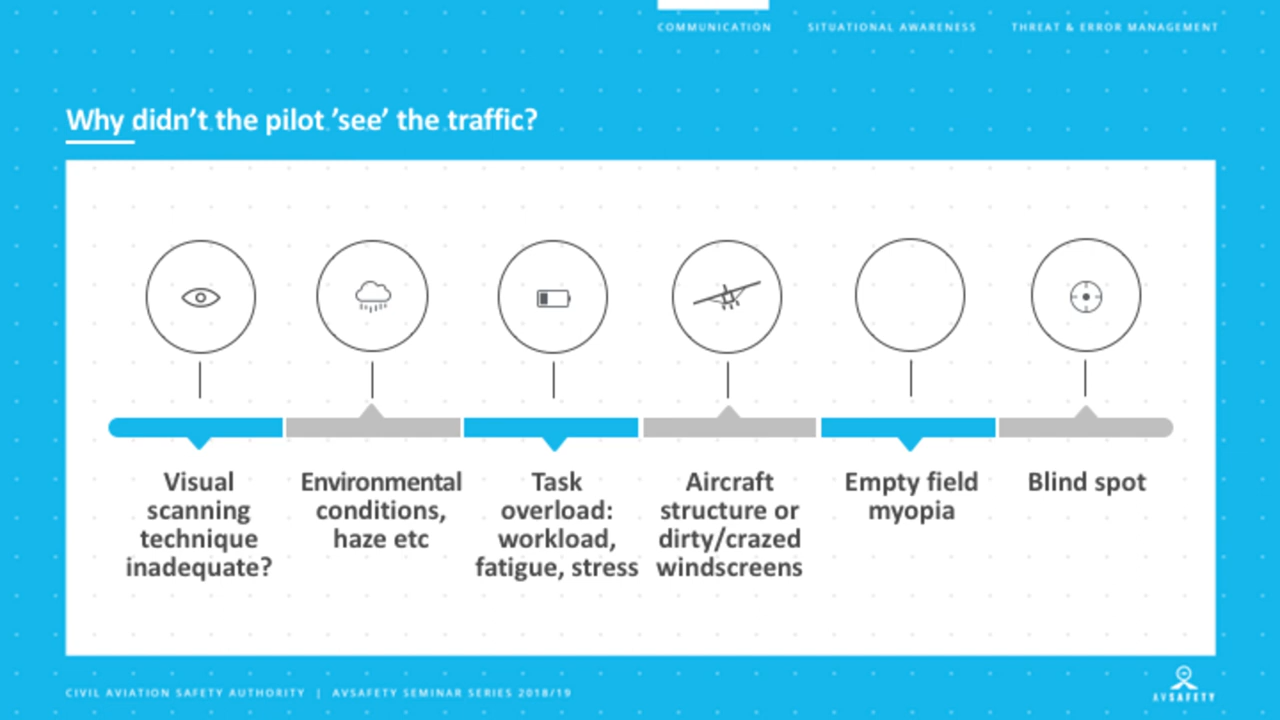 COMMUNICATION SITUATIONAL AWARENESS THREAT & ERROR MANAGEMENT
Why didn’t the pilot ’see’ the traffic?
Visual
scanning
technique
inadequate?
Environmental
conditions,
haze etc
Task
overload:
workload,
fatigue, stress
Aircraft
structure or
dirty/crazed
windscreens
Empty field
myopia
Blind spot
CIVIL AVIATION SAFETY AUTHORITY | AVSAFETY SEMINAR SERIES 2018/19
AVSAFETY